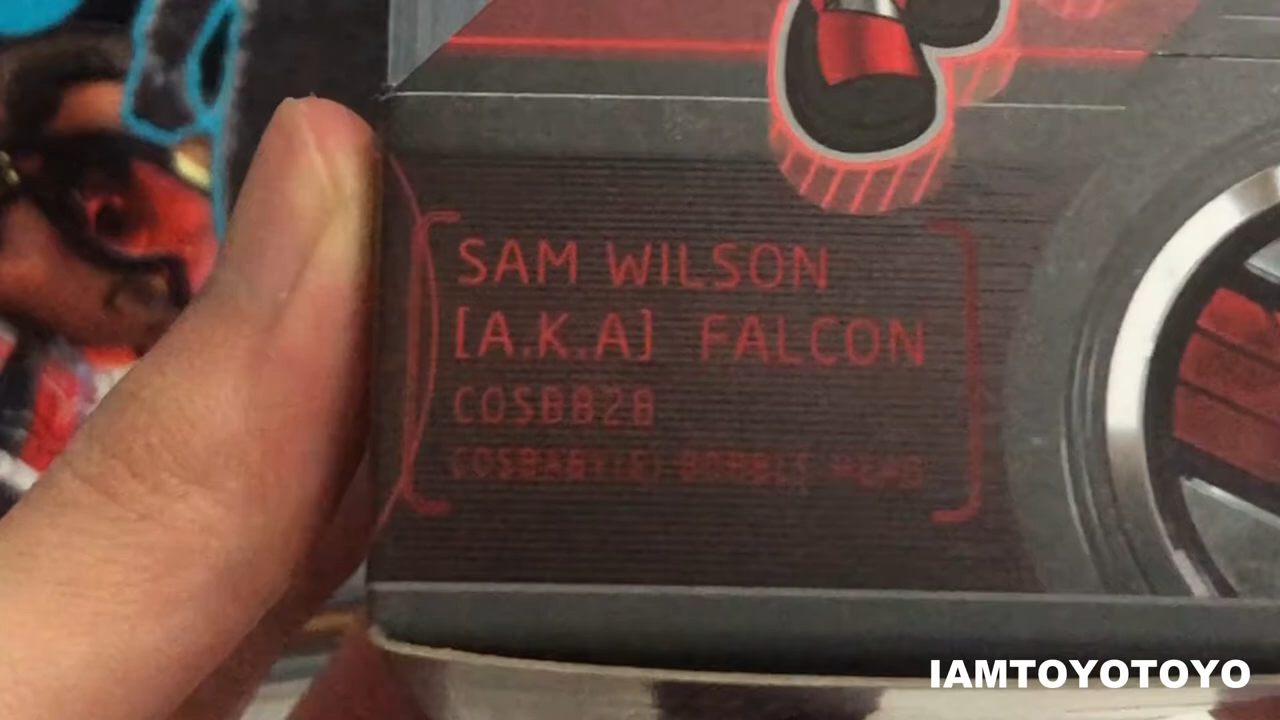 SAM WILSON
[A.K.A] FALCON
COSB828
COSBABY(S) BOBBLE-HEAD
IAMTOYOTOYO